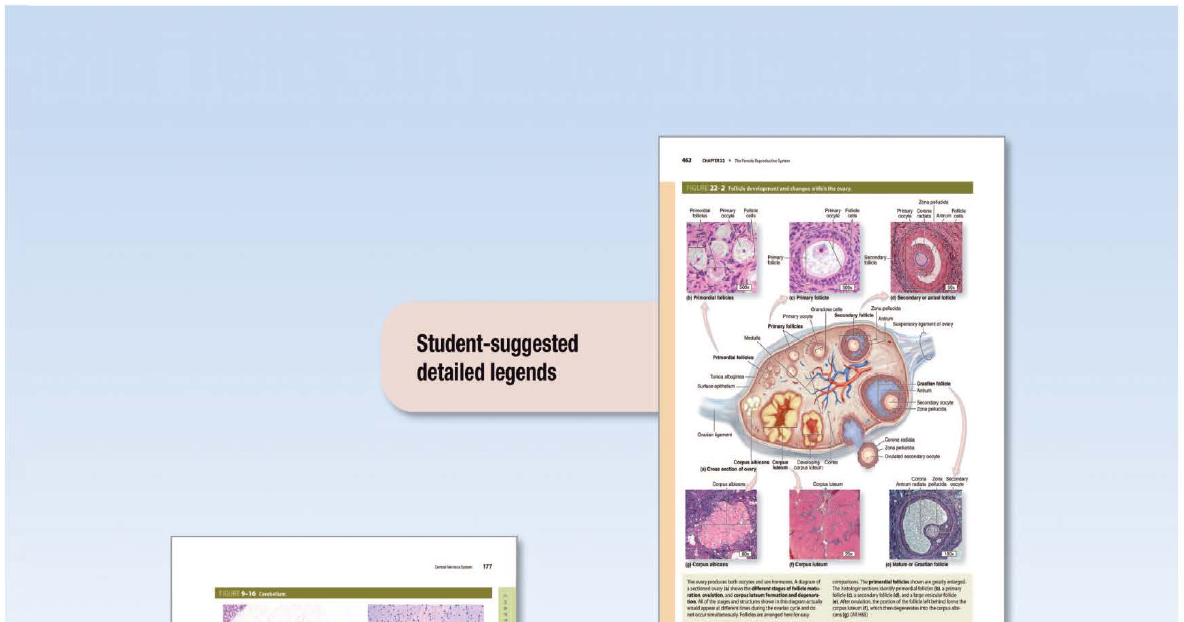 462 CHAPTER 22 • The Female Reproductive System
FIGURE 22-2 Follicle development and changes within the ovary.
Zona pellucida
Primordial follicles
Primary oocyte
Follicle cells
Primary oocyte
Follicle cells
Primary oocyte
Corona radiata
Antrum
Follicle cells
Primary follicle
Secondary follicle
(b) Primordial follicles
(c) Primary follicle
(d) Secondary or antral follicle
Granulosa cells
Zona pellucida
Primary oocyte
Secondary follicle
Antrum
Primary follicles
Suspensory ligament of ovary
Medulla
Student-suggested
detailed legends
Primordial follicles
Tunica albuginea
Surface epithelium
Graafian follicle
Antrum
Secondary oocyte
Zona pellucida
Ovarian ligament
Corona radiata
Zona pellucida
Ovulated secondary oocyte
Corpus albicans
Corpus luteum
Developing corpus luteum
Cortex
(a) Cross section of ovary
Corpus albicans
Corpus luteum
Corona radiata
Zona pellucida
Secondary oocyte
Antrum
(g) Corpus albicans
(f) Corpus luteum
(e) Mature or Graafian follicle
The ovary produces both oocytes and sex hormones. A diagram of
a sectioned ovary (a) shows the different stages of follicle matu-
ration, ovulation, and corpus luteum formation and degenera-
tion. All of the stages and structures shown in this diagram actually
would appear at different times during the ovarian cycle and do
not occur simultaneously. Follicles are arranged here for easy
comparisons. The primordial follicles shown are greatly enlarged.
The histologic sections identify primordial follicles (b), a primary
follicle (c), a secondary follicle (d), and a large vesicular follicle
(e). After ovulation, the portion of the follicle left behind forms the
corpus luteum (f), which then degenerates into the corpus albi-
cans (g).
Central Nervous System 177
FIGURE 9-16 Cerebellum.